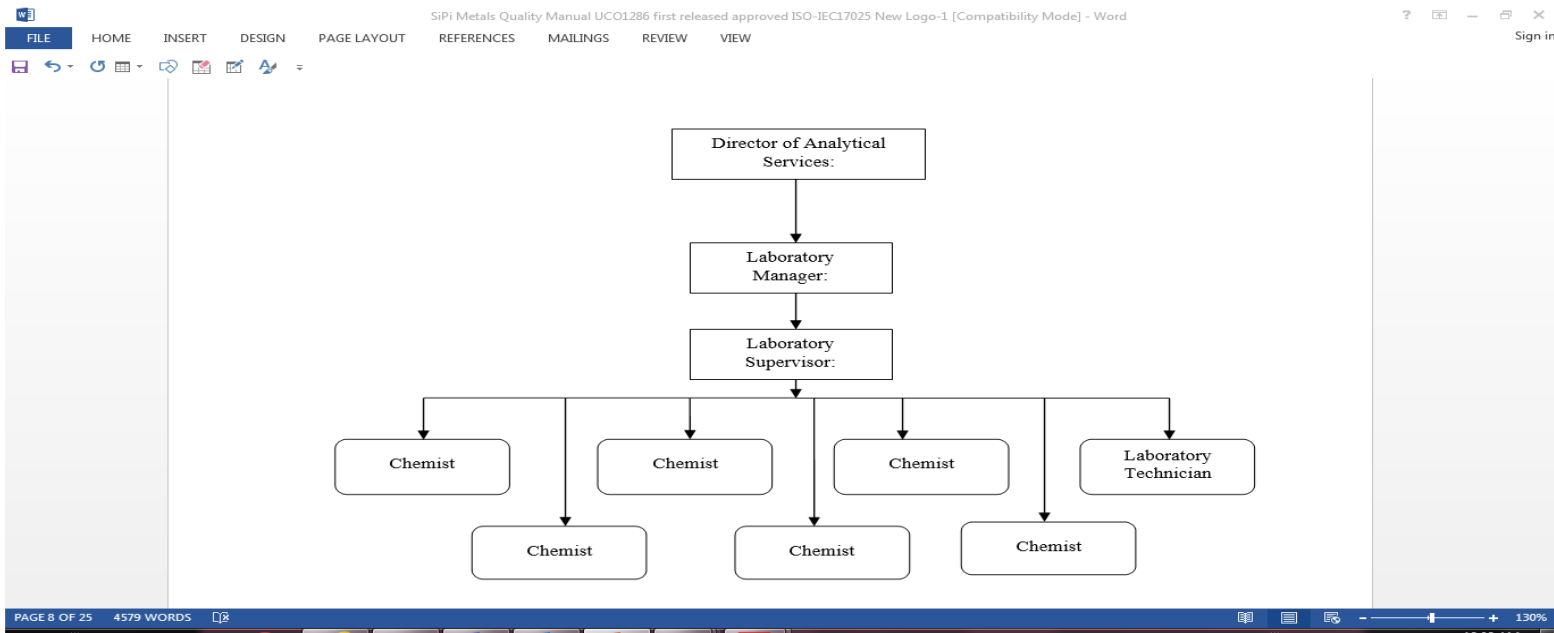 SiPi Metals Quality Manual UCO1286 first released approved ISO-IEC17025 New Logo-1 [Compatibility Mode] - Word
FILE HOME INSERT DESIGN PAGE LAYOUT REFERENCES MAILINGS REVIEW VIEW
Sign in
Director of Analytical
Services:
Laboratory
Manager:
Laboratory
Supervisor:
Chemist
Chemist
Chemist
Laboratory
Technician
Chemist
Chemist
Chemist
PAGE 8 OF 25 4579 WORDS
130%